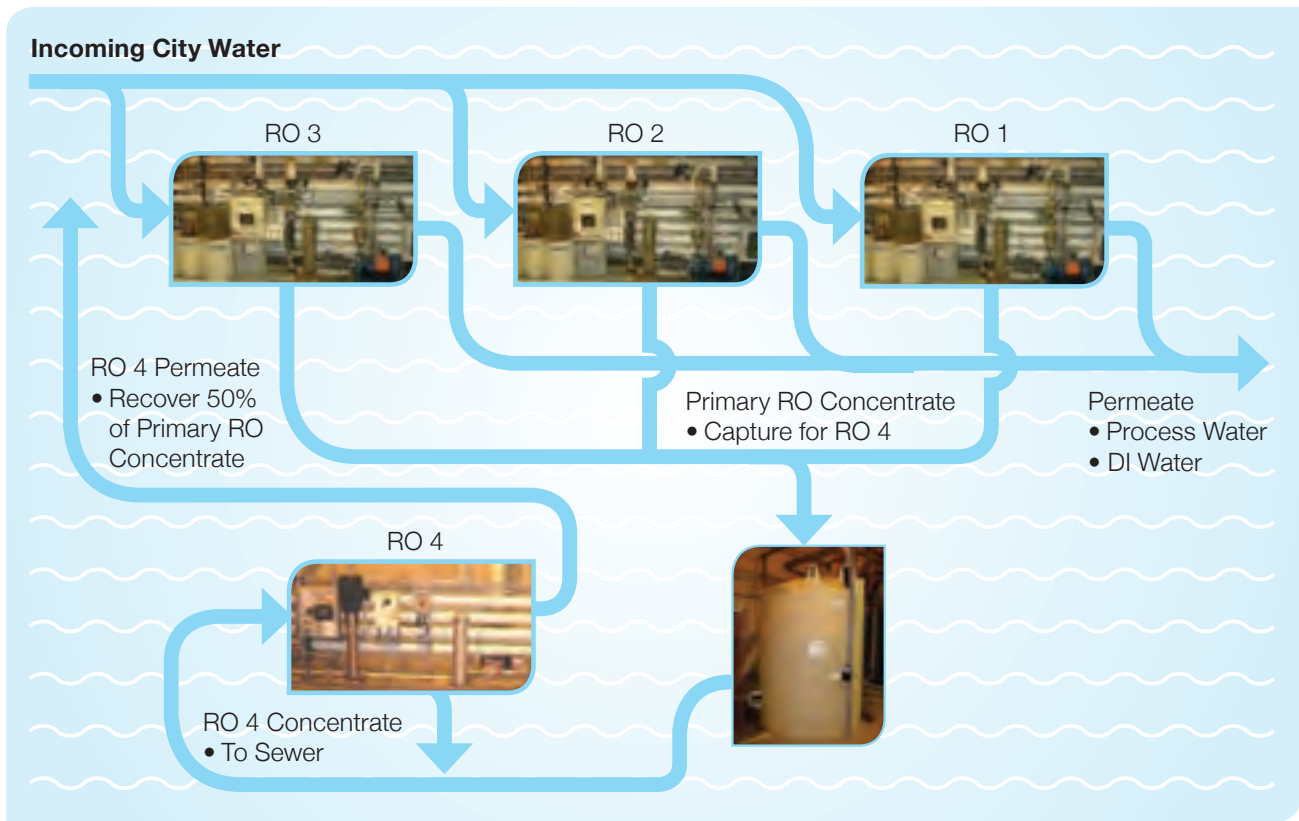 Incoming City Water
RO 3
RO 2
RO 1
RO 4 Permeate
• Recover 50%
of Primary RO
Concentrate
Primary RO Concentrate
• Capture for RO 4
Permeate
• Process Water
• DI Water
RO 4
RO 4 Concentrate
• To Sewer